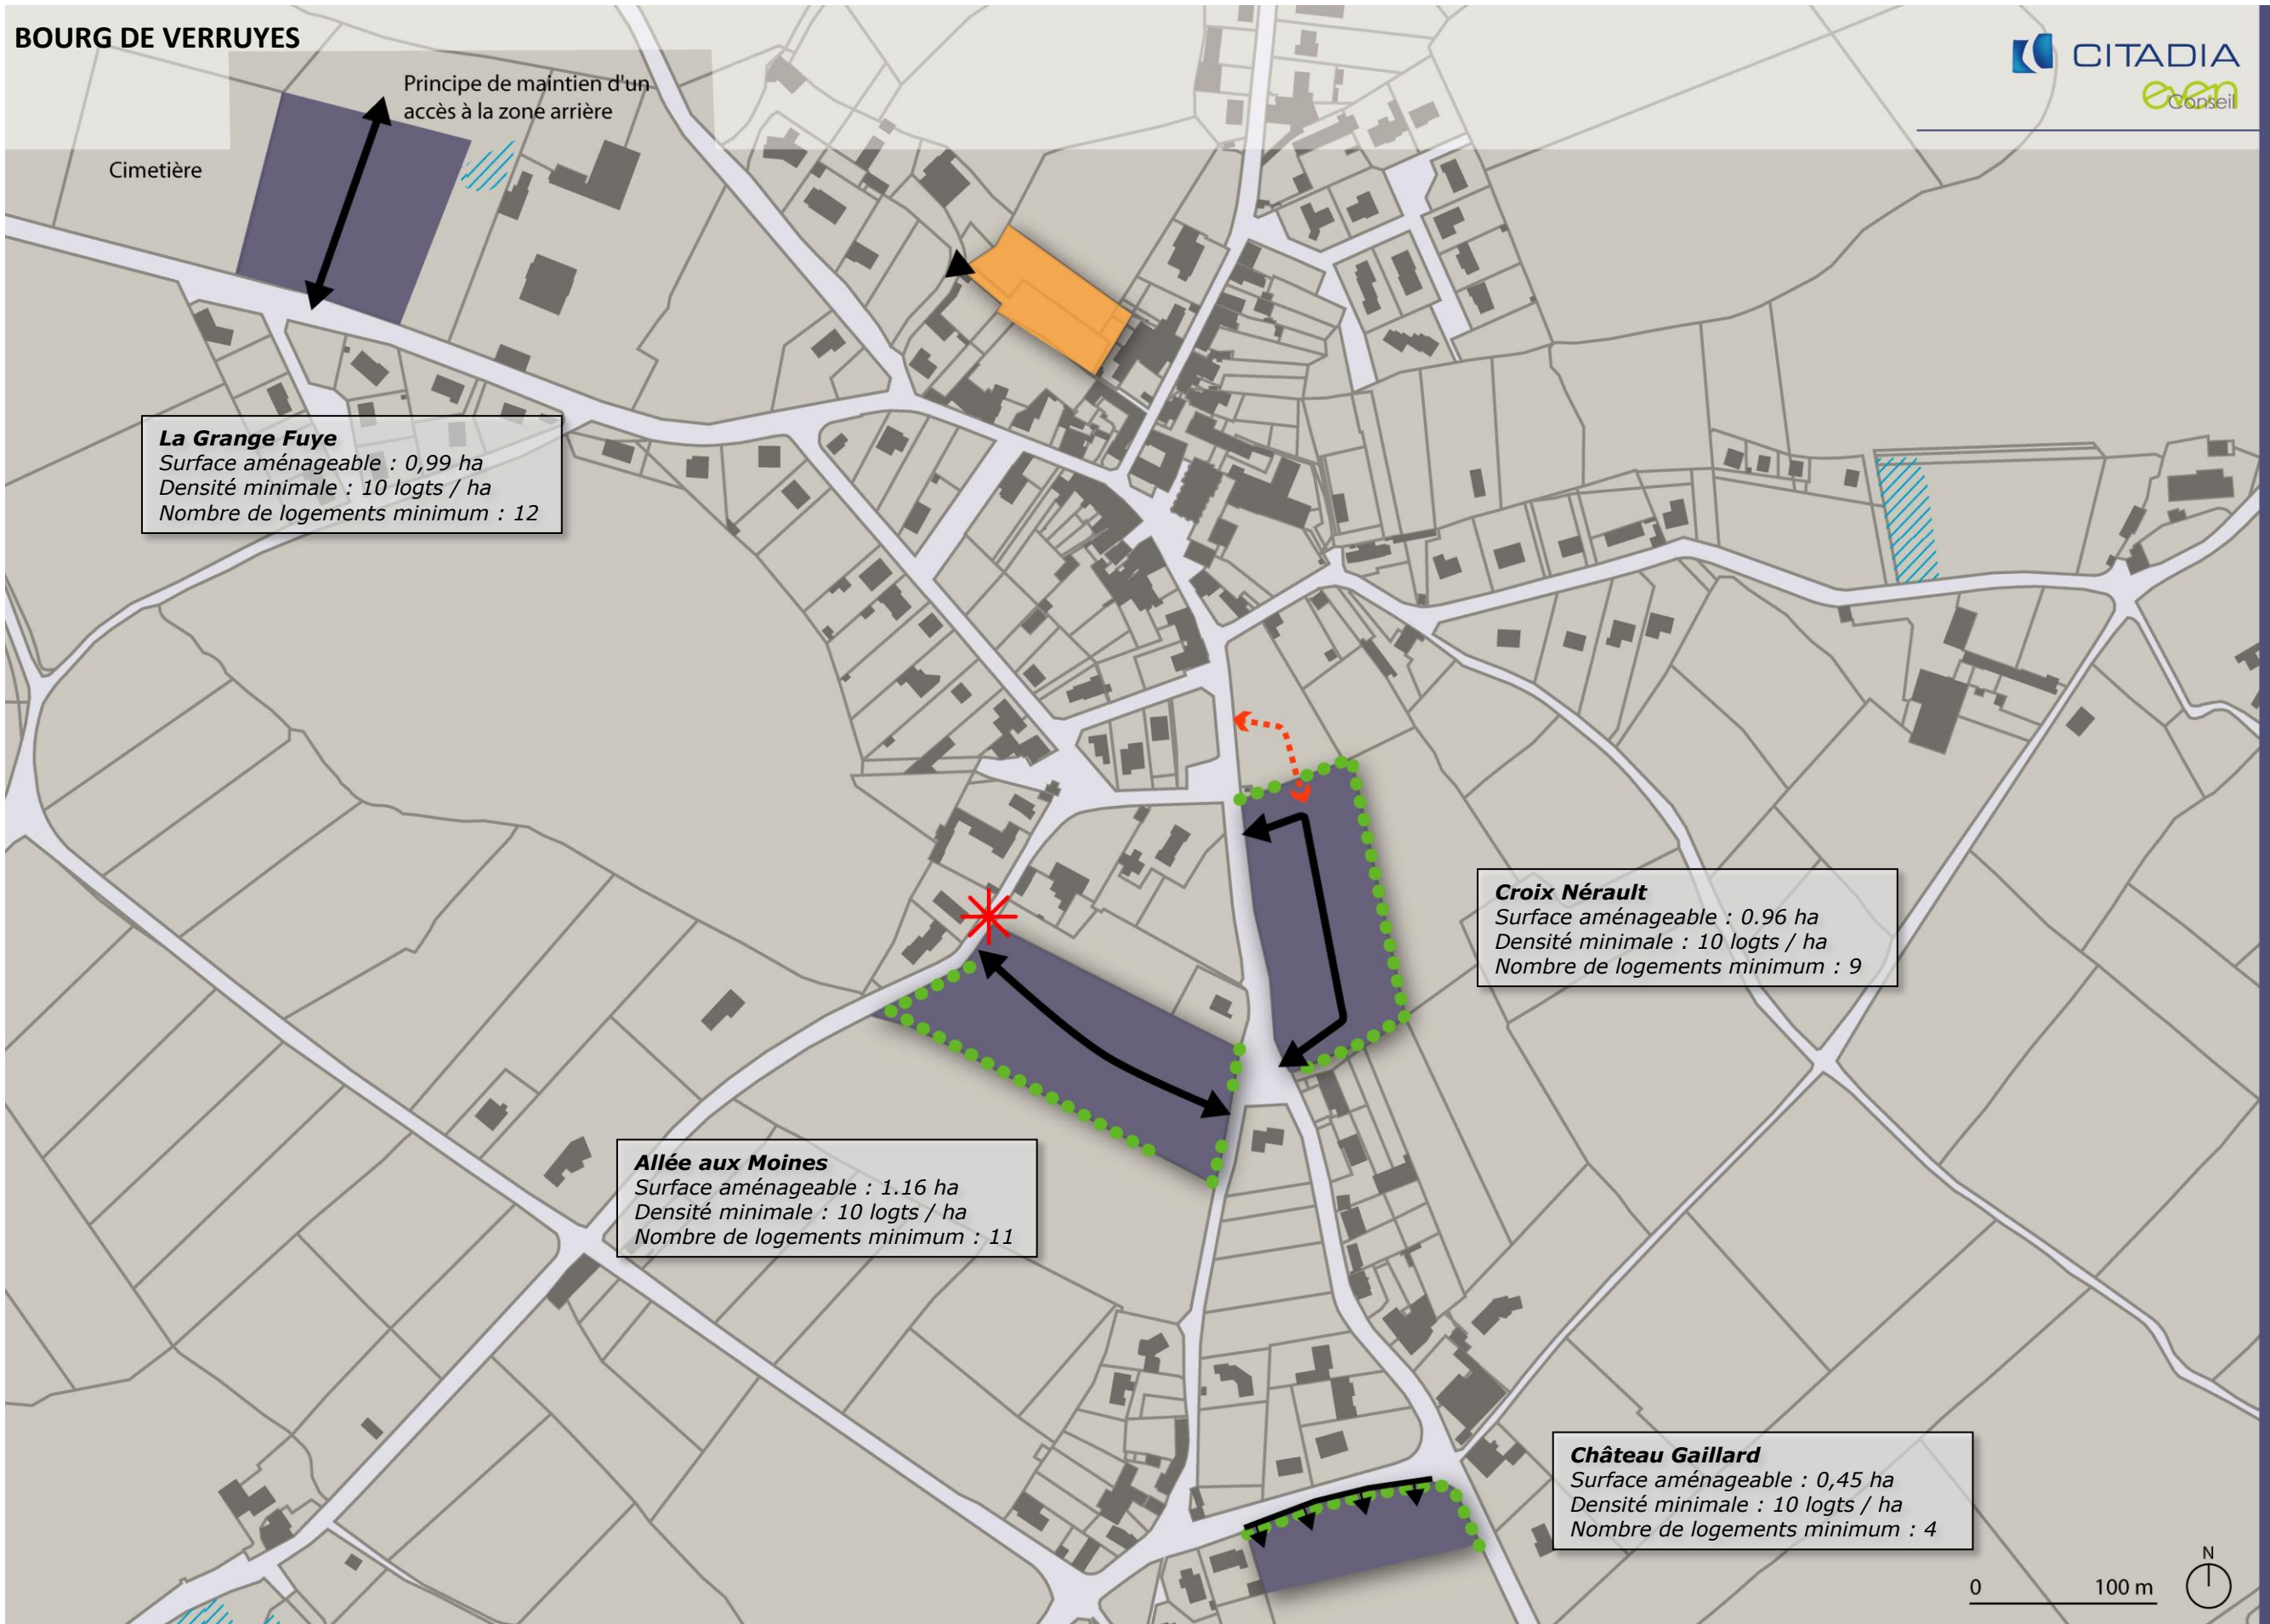 BOURG DE VERRUYES
CITADIA
even
Conseil
Principe de maintien d'un
accès à la zone arrière
Cimetière
La Grange Fuye
Surface aménageable : 0,99 ha
Densité minimale : 10 logts / ha
Nombre de logements minimum : 12
Croix Nérault
Surface aménageable : 0.96 ha
Densité minimale : 10 logts / ha
Nombre de logements minimum : 9
Allée aux Moines
Surface aménageable : 1.16 ha
Densité minimale : 10 logts / ha
Nombre de logements minimum : 11
Château Gaillard
Surface aménageable : 0,45 ha
Densité minimale : 10 logts / ha
Nombre de logements minimum : 4
N
0 100 m